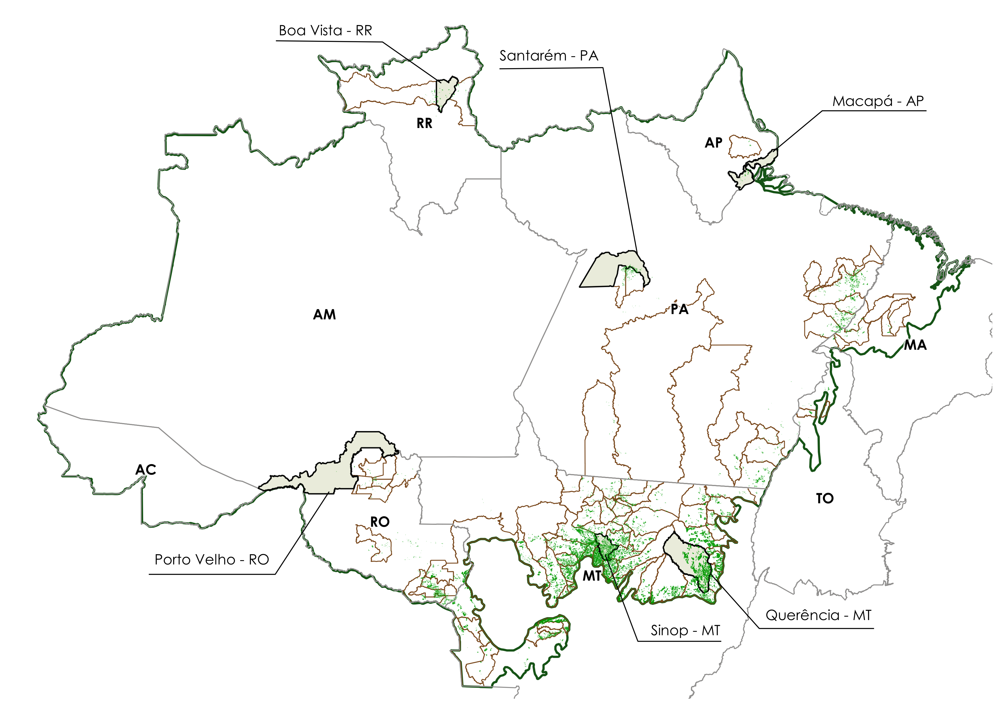 Boa Vista - RR
Santarém - PA
Macapá - AP
RR
AP
AM
PA
MA
AC
TO
RO
Porto Velho - RO
MT
Querência - MT
Sinop - MT